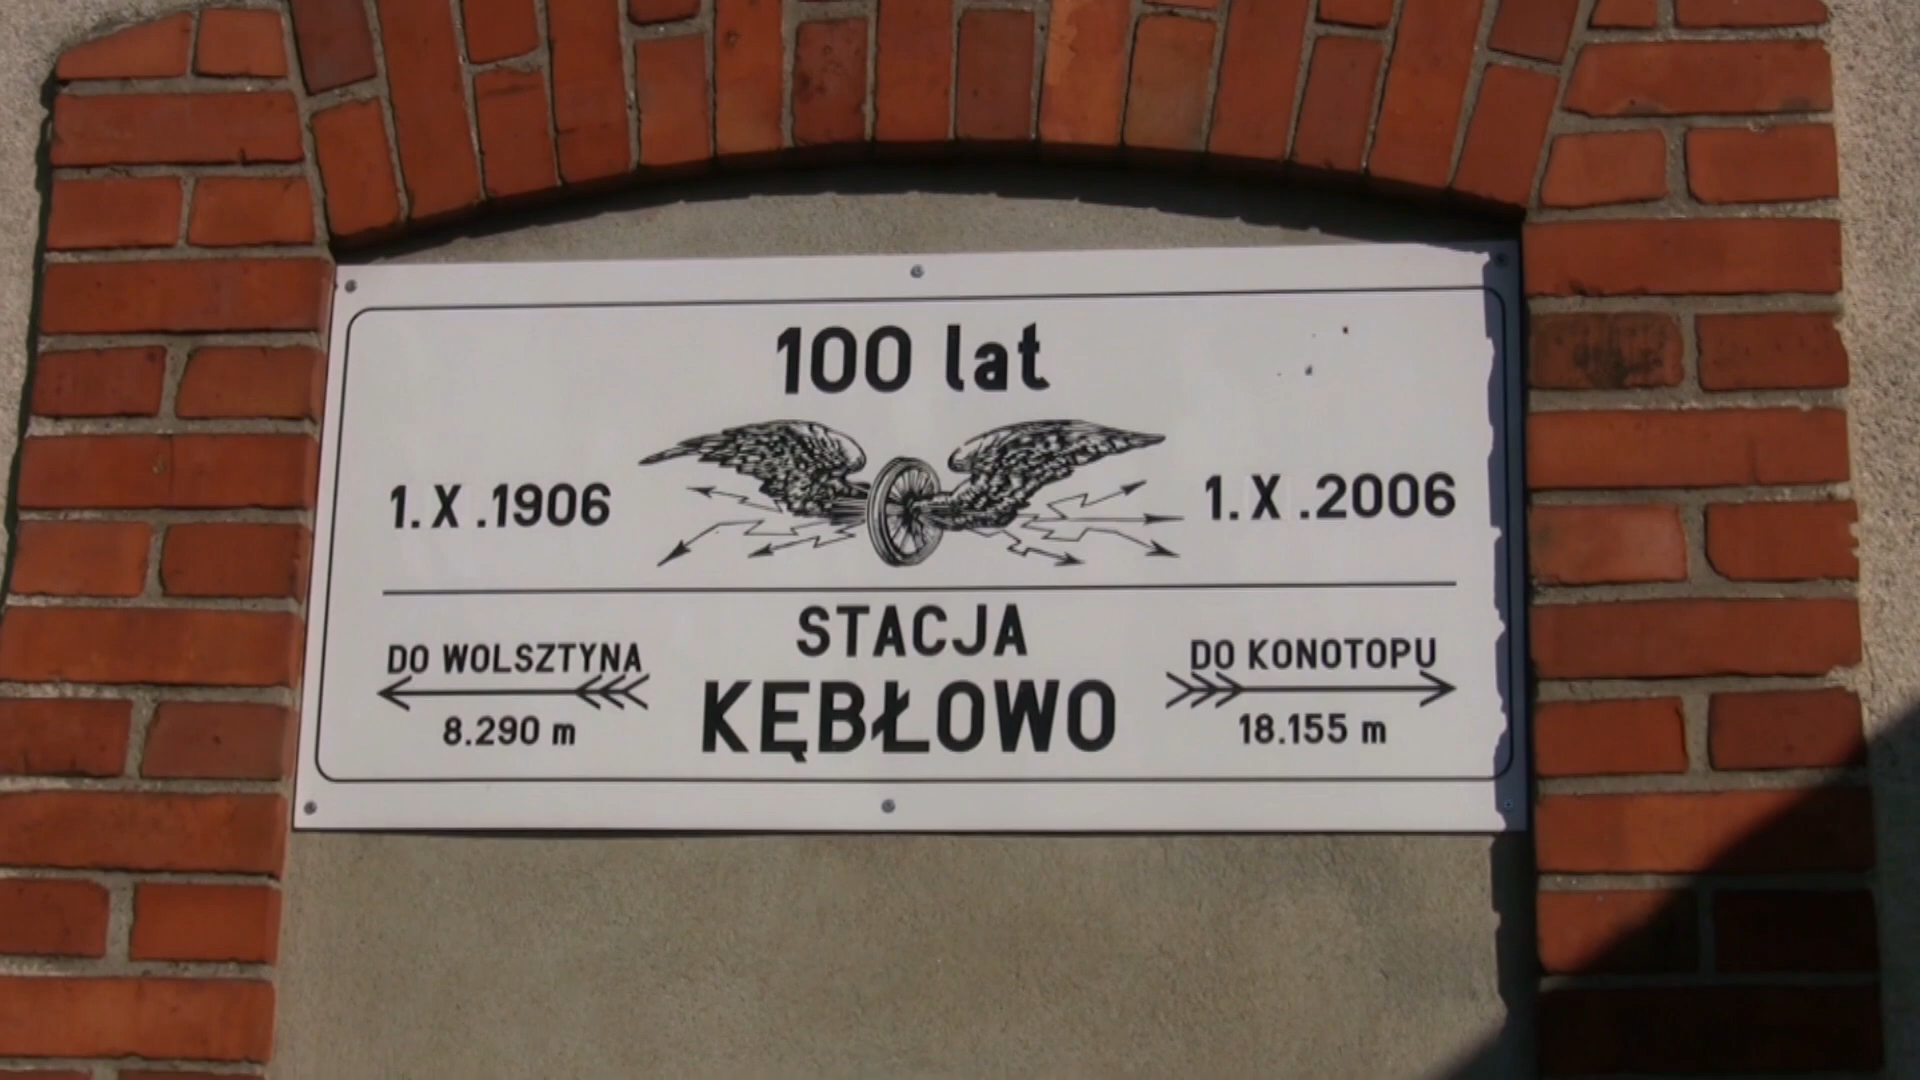 100 lat
1. X .1906
1. X .2006
STACJA
KĘBŁOWO
DO WOLSZTYNA
8.290 m
DO KONOTOPU
18.155 m